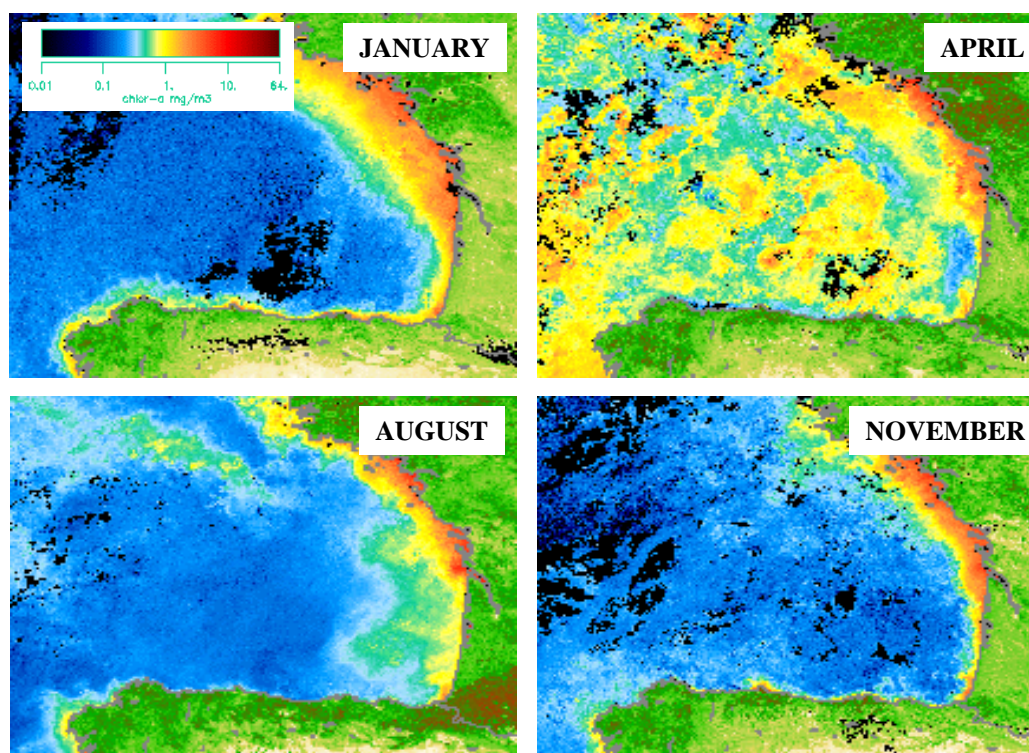 JANUARY
0.01 0.1 1. 10. 64.
chlor-a mg/m3
APRIL
AUGUST
NOVEMBER